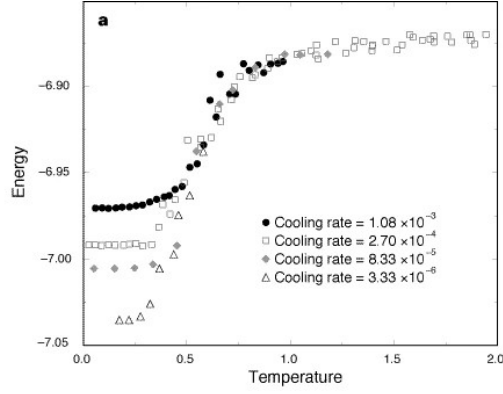 a
−6.90
−6.95
−7.00
−7.05
Energy
Cooling rate = 1.08 ×10⁻³
Cooling rate = 2.70 ×10⁻⁴
Cooling rate = 8.33 ×10⁻⁵
Cooling rate = 3.33 ×10⁻⁶
0.0 0.5 1.0 1.5 2.0
Temperature